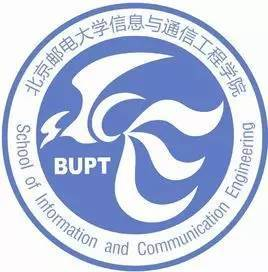 北京邮电大学信息与通信工程学院
BUPT
School of Information and Communication Engineering